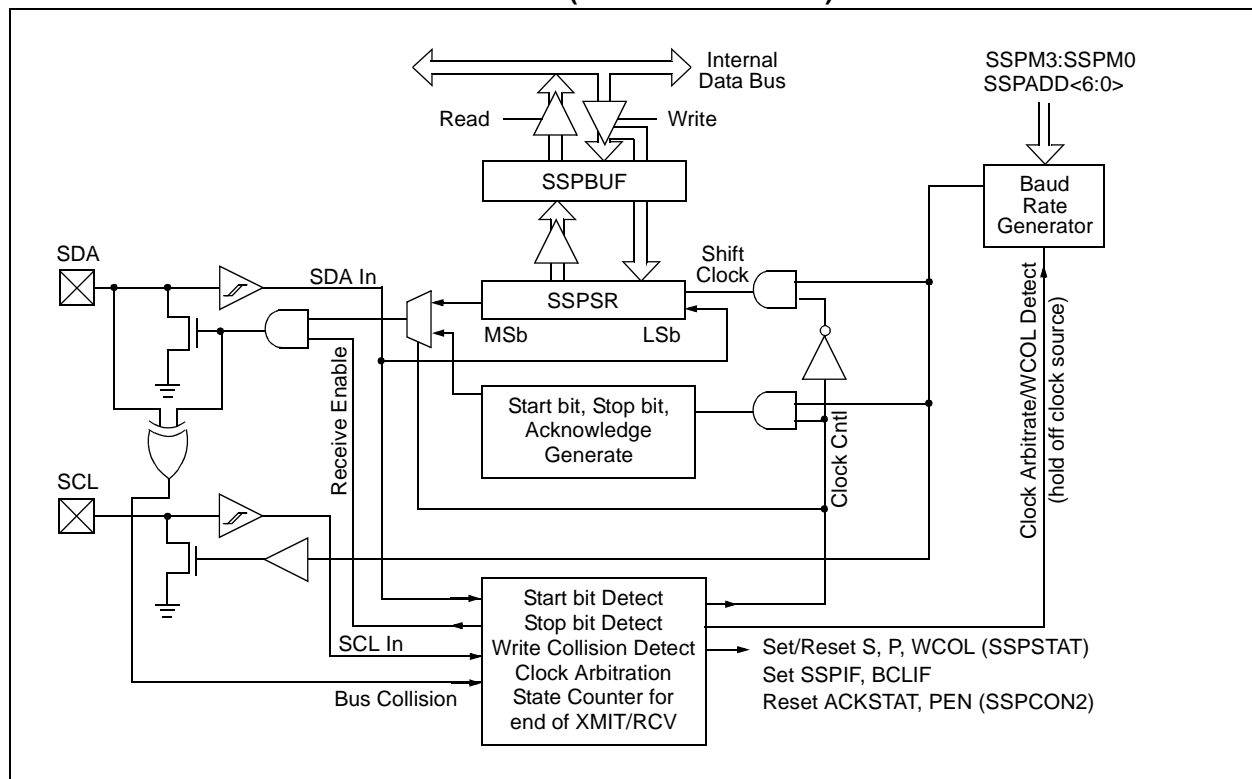 Internal
Data Bus
SSPM3:SSPM0
SSPADD<6:0>
Read
Write
SSPBUF
Baud
Rate
Generator
SDA
SDA In
Shift
Clock
SSPSR
MSb
LSb
Receive Enable
Start bit, Stop bit,
Acknowledge
Generate
Clock Cntl
Clock Arbitrate/WCOL Detect
(hold off clock source)
SCL
SCL In
Bus Collision
Start bit Detect
Stop bit Detect
Write Collision Detect
Clock Arbitration
State Counter for
end of XMIT/RCV
Set/Reset S, P, WCOL (SSPSTAT)
Set SSPIF, BCLIF
Reset ACKSTAT, PEN (SSPCON2)